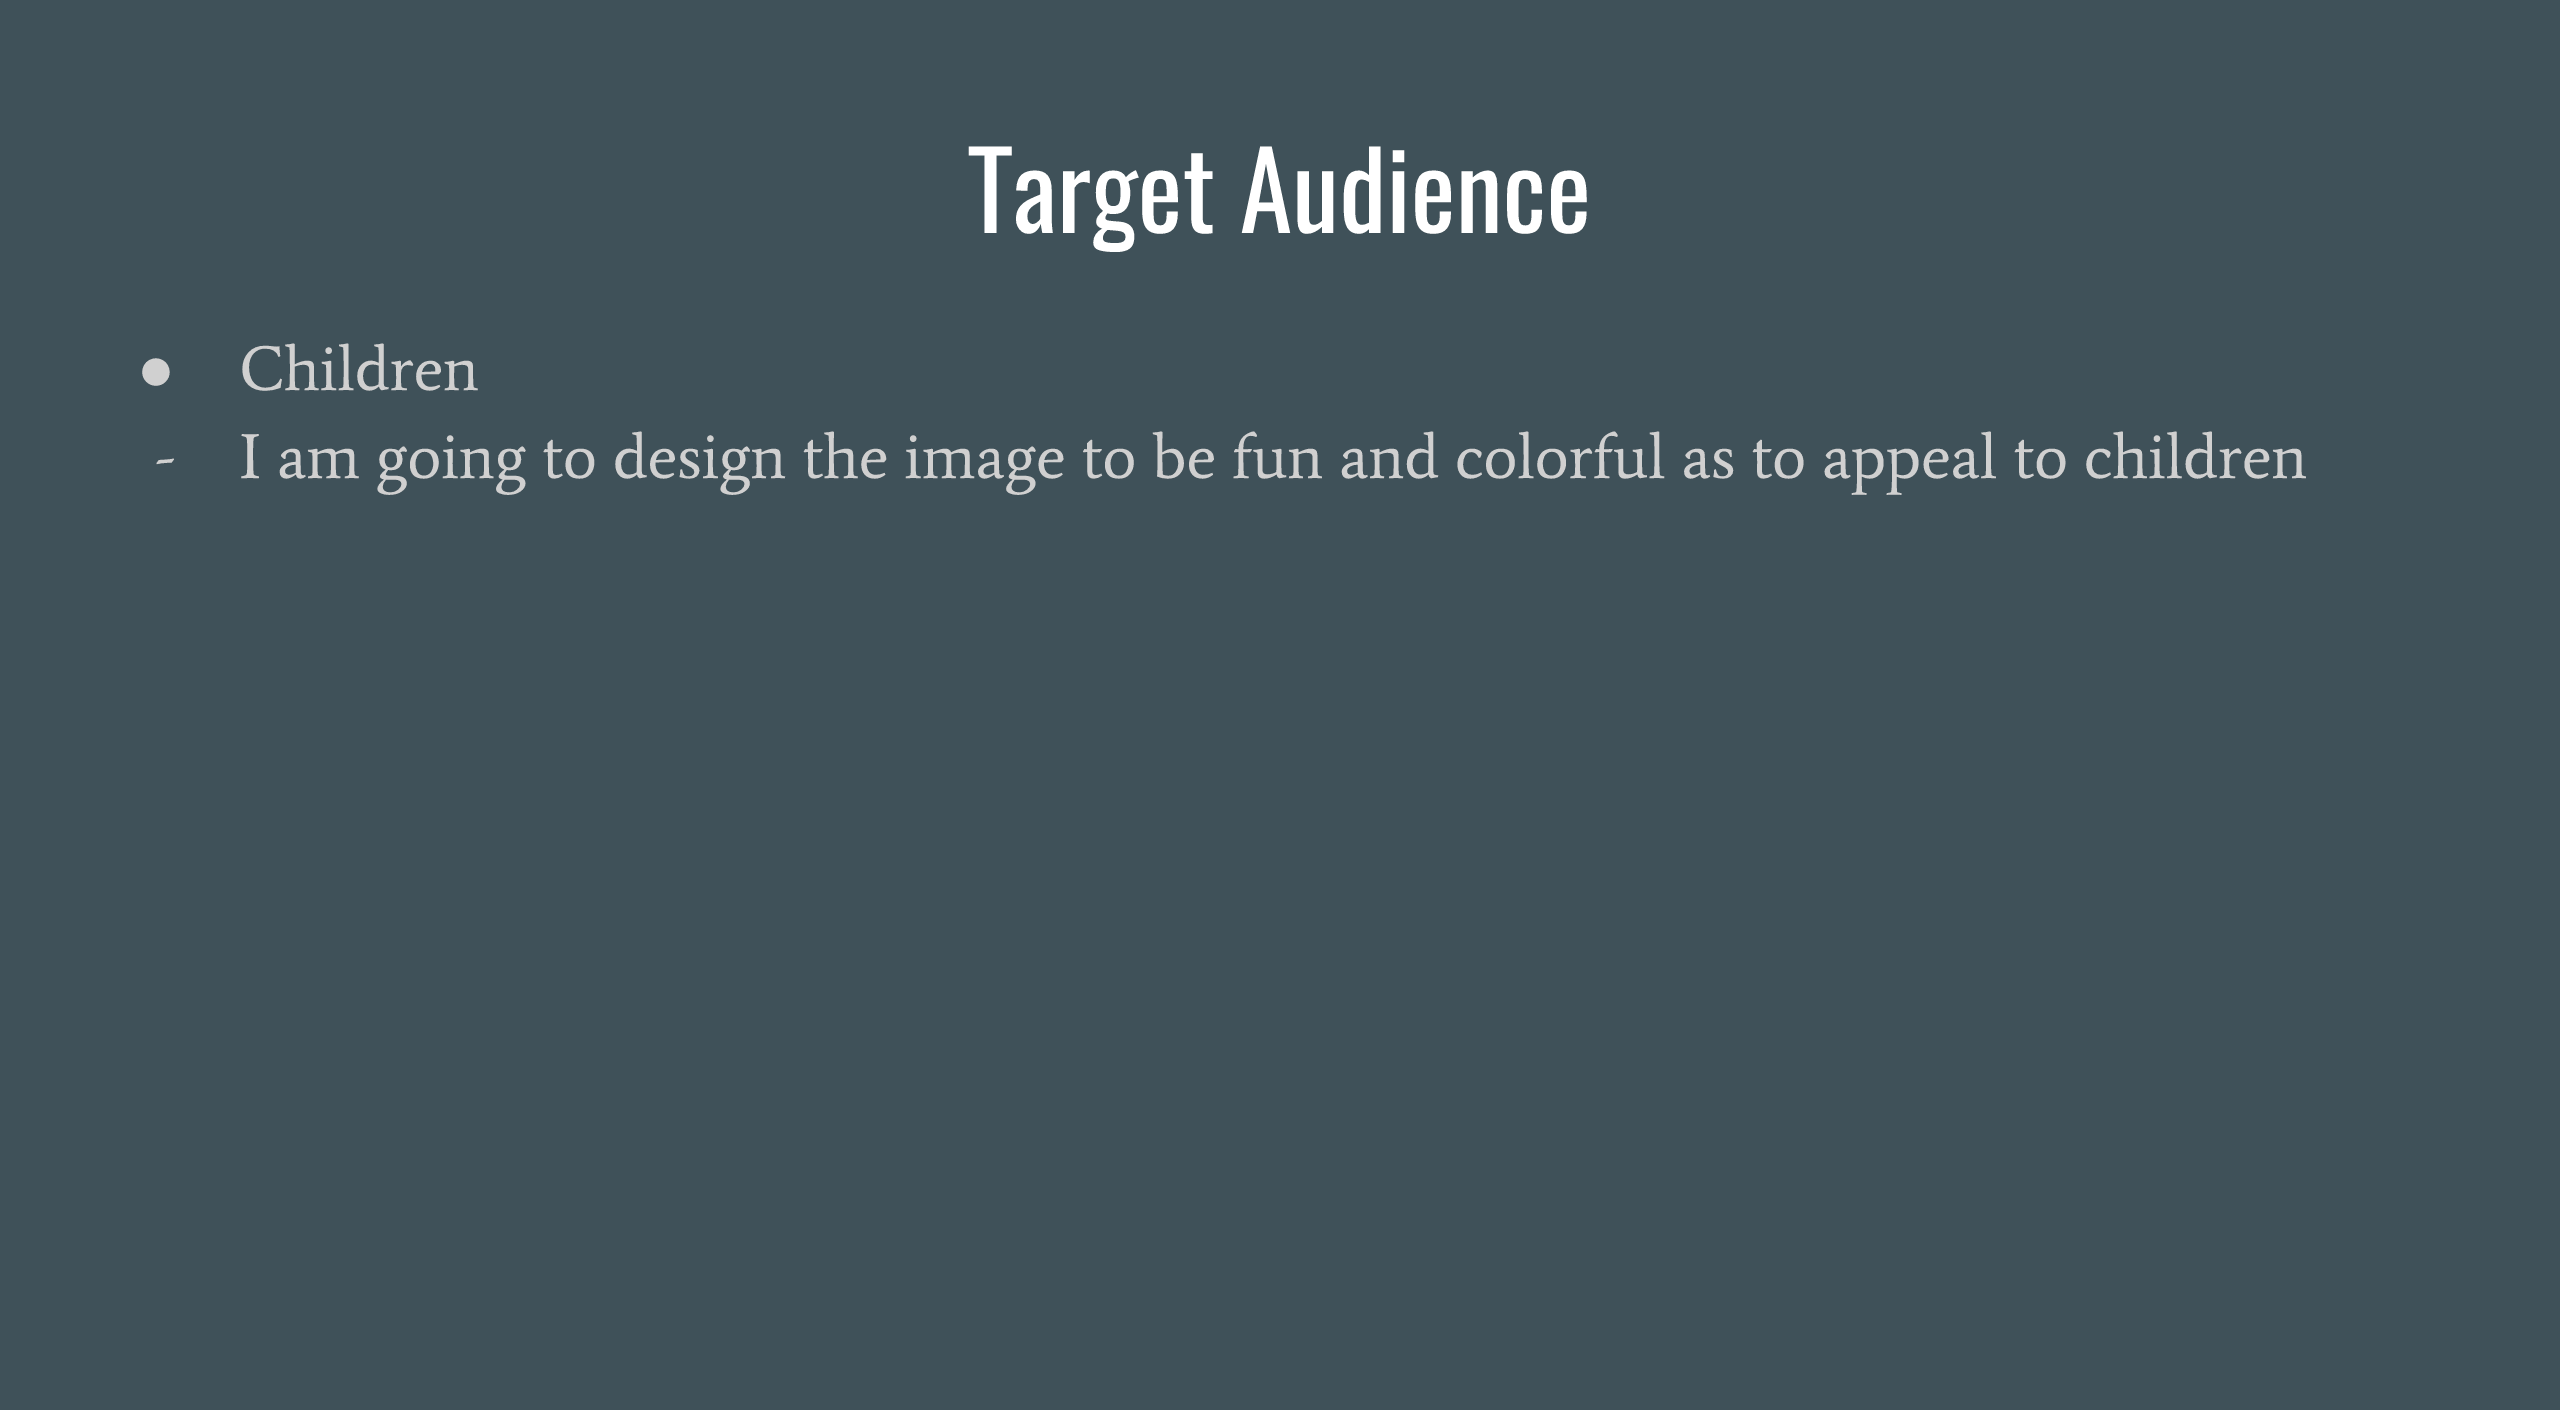 Target Audience
● Children
- I am going to design the image to be fun and colorful as to appeal to children